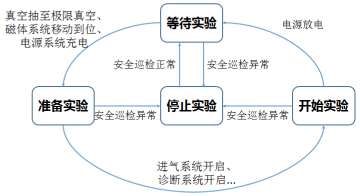 真空抽至极限真空、
磁体系统移动到位、
电源系统充电
等待实验
电源放电
安全巡检正常
安全巡检异常
准备实验
安全巡检异常
停止实验
安全巡检异常
开始实验
进气系统开启、
诊断系统开启...